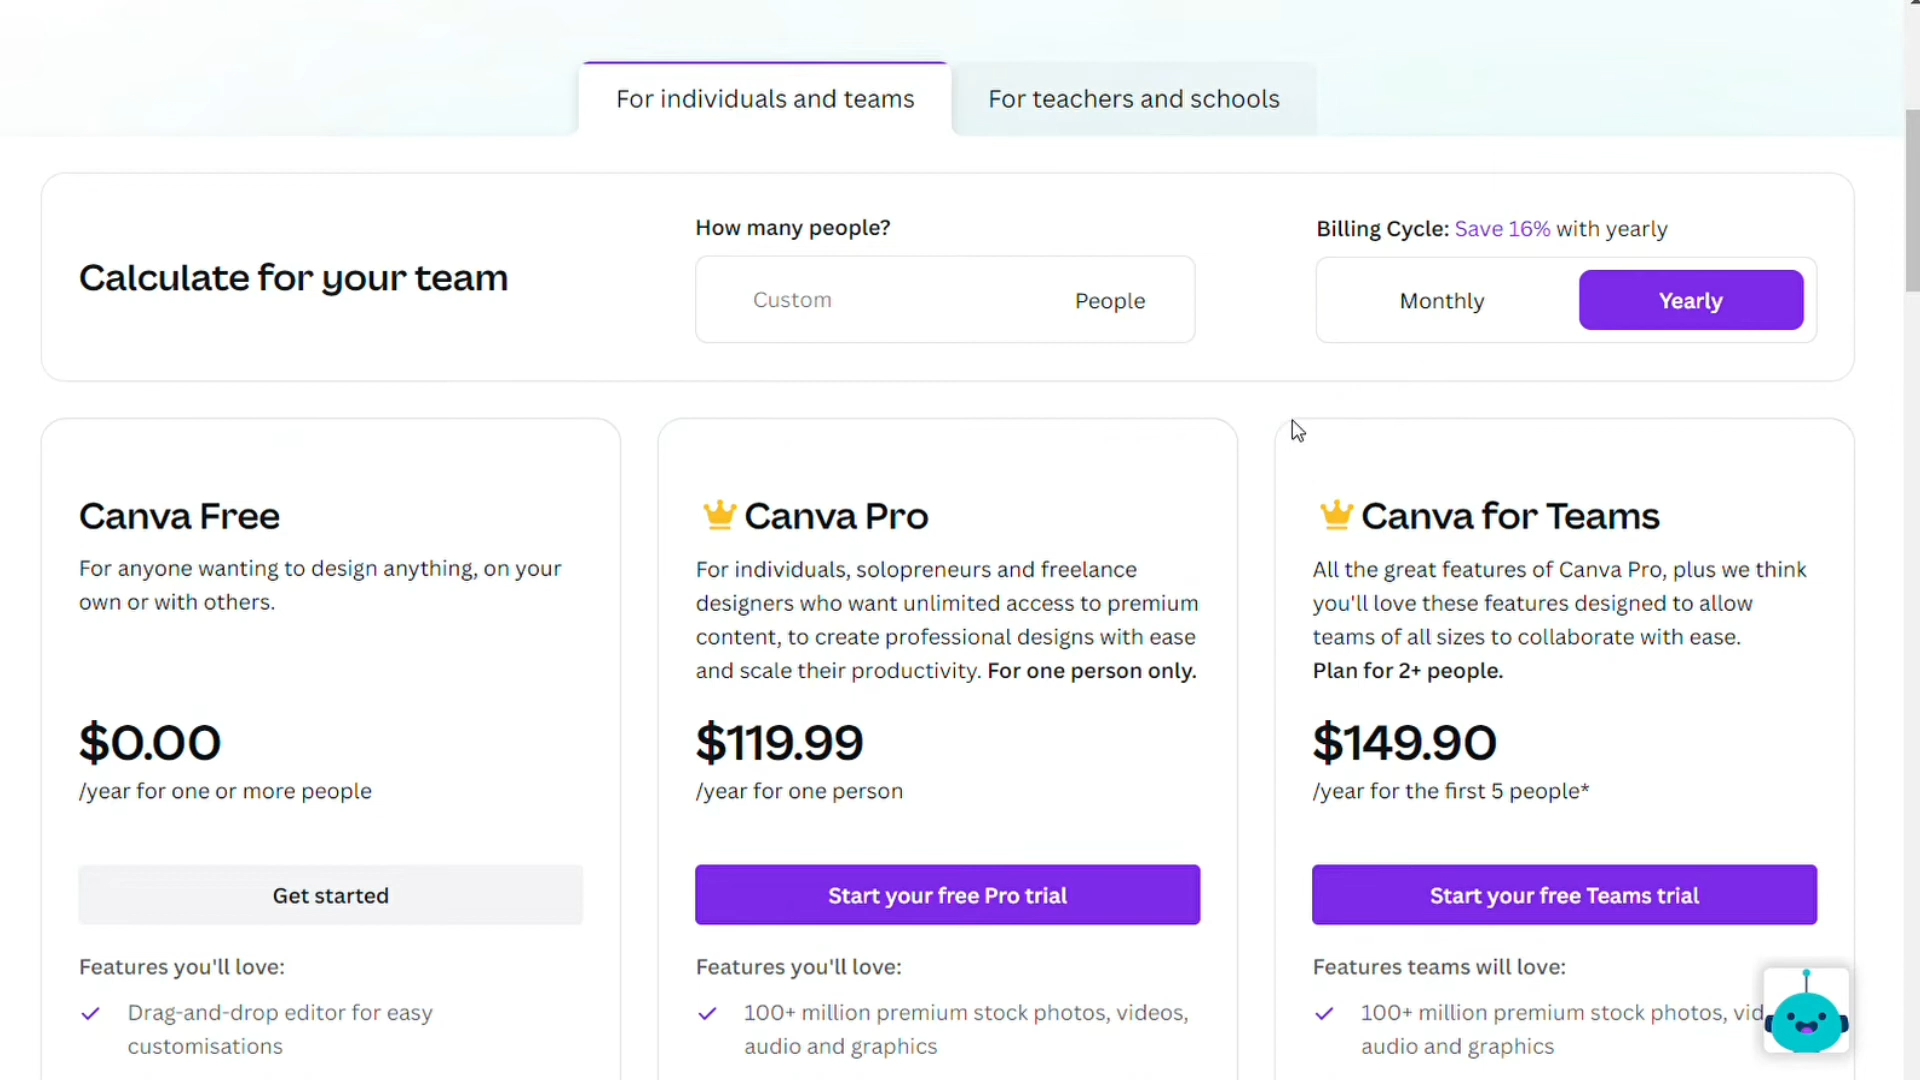 For individuals and teams
For teachers and schools
Calculate for your team
How many people?
Custom
People
Billing Cycle: Save 16% with yearly
Monthly
Yearly
Canva Free
For anyone wanting to design anything, on your
own or with others.
$0.00
/year for one or more people
Get started
Features you'll love:
Drag-and-drop editor for easy
customisations
Canva Pro
For individuals, solopreneurs and freelance
designers who want unlimited access to premium
content, to create professional designs with ease
and scale their productivity. For one person only.
$119.99
/year for one person
Start your free Pro trial
Features you'll love:
100+ million premium stock photos, videos,
audio and graphics
Canva for Teams
All the great features of Canva Pro, plus we think
you'll love these features designed to allow
teams of all sizes to collaborate with ease.
Plan for 2+ people.
$149.90
/year for the first 5 people*
Start your free Teams trial
Features teams will love:
100+ million premium stock photos, vid
audio and graphics